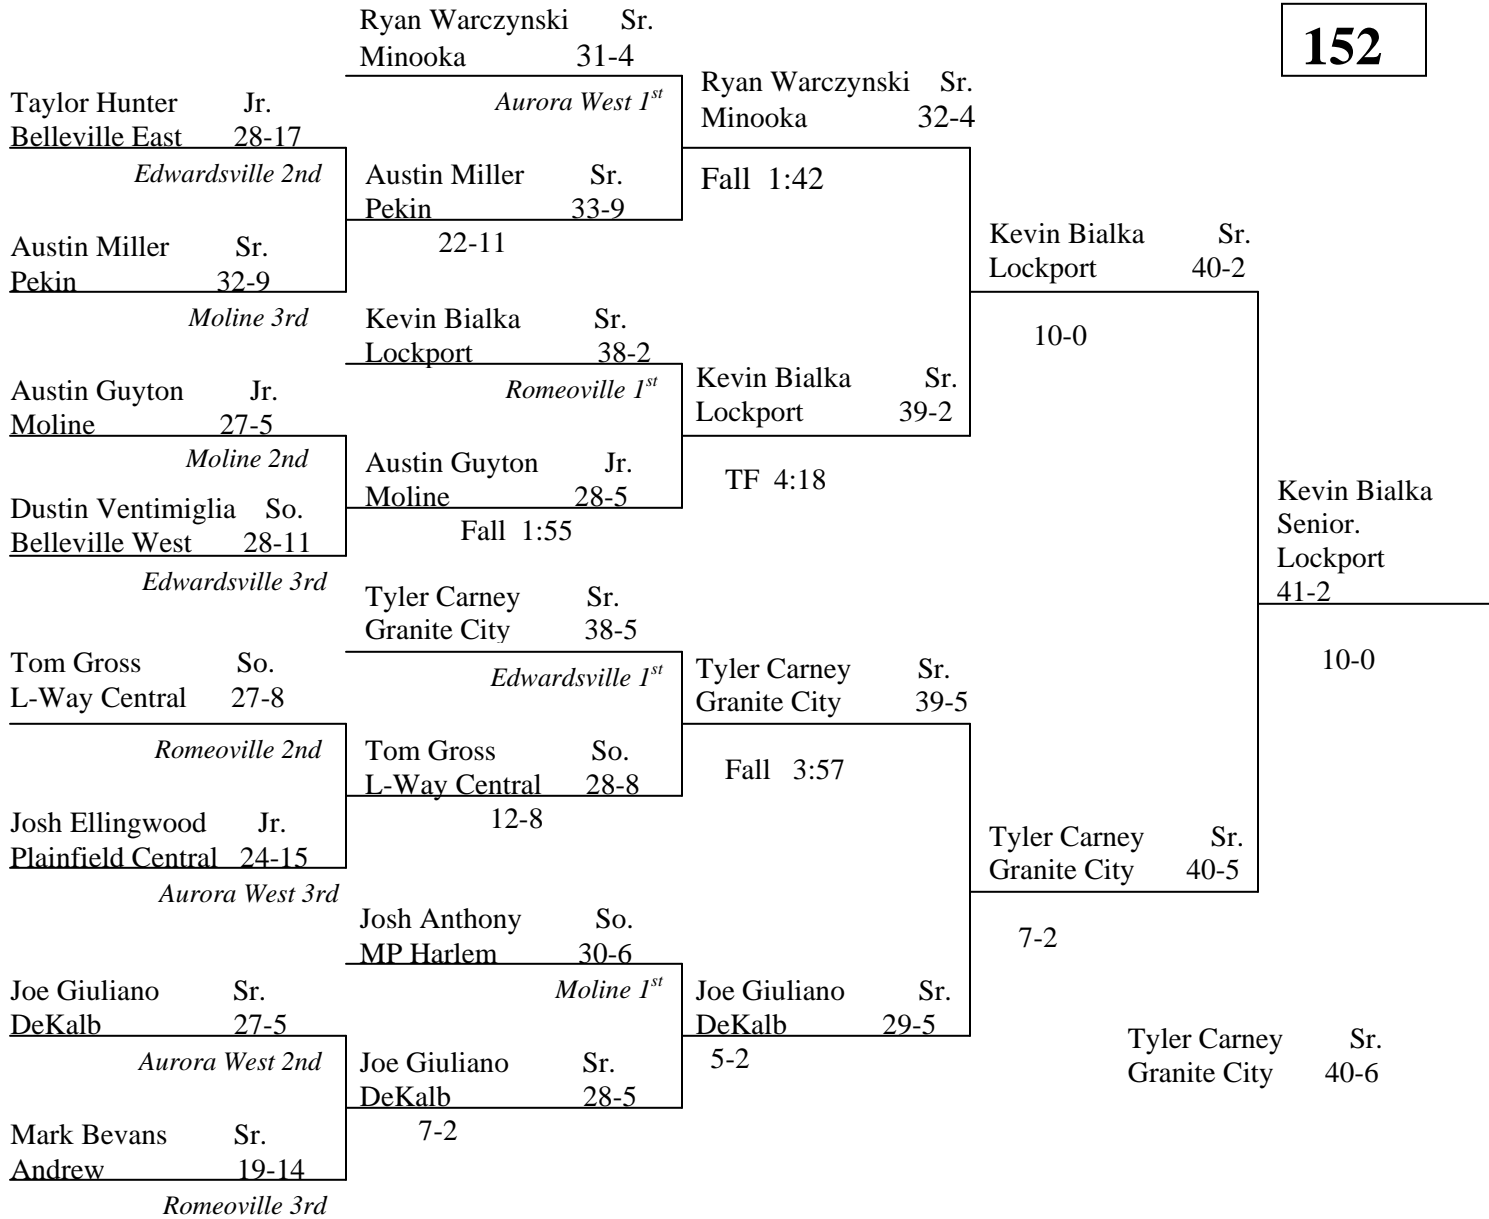 152
Ryan Warczynski Sr.
Minooka 31-4
Aurora West 1st
Taylor Hunter Jr.
Belleville East 28-17
Edwardsville 2nd
Austin Miller Sr.
Pekin 33-9
22-11
Austin Miller Sr.
Pekin 32-9
Moline 3rd
Ryan Warczynski Sr.
Minooka 32-4
Fall 1:42
Kevin Bialka Sr.
Lockport 38-2
Romeoville 1st
Austin Guyton Jr.
Moline 27-5
Moline 2nd
Austin Guyton Jr.
Moline 28-5
Fall 1:55
Dustin Ventimiglia So.
Belleville West 28-11
Edwardsville 3rd
Kevin Bialka Sr.
Lockport 39-2
TF 4:18
Kevin Bialka Sr.
Lockport 40-2
10-0
Tyler Carney Sr.
Granite City 38-5
Edwardsville 1st
Tom Gross So.
L-Way Central 27-8
Romeoville 2nd
Tom Gross So.
L-Way Central 28-8
12-8
Josh Ellingwood Jr.
Plainfield Central 24-15
Aurora West 3rd
Tyler Carney Sr.
Granite City 39-5
Fall 3:57
Josh Anthony So.
MP Harlem 30-6
Moline 1st
Joe Giuliano Sr.
DeKalb 27-5
Aurora West 2nd
Joe Giuliano Sr.
DeKalb 28-5
7-2
Mark Bevans Sr.
Andrew 19-14
Romeoville 3rd
Joe Giuliano Sr.
DeKalb 29-5
5-2
Tyler Carney Sr.
Granite City 40-5
7-2
Kevin Bialka
Senior.
Lockport
41-2
10-0
Tyler Carney Sr.
Granite City 40-6